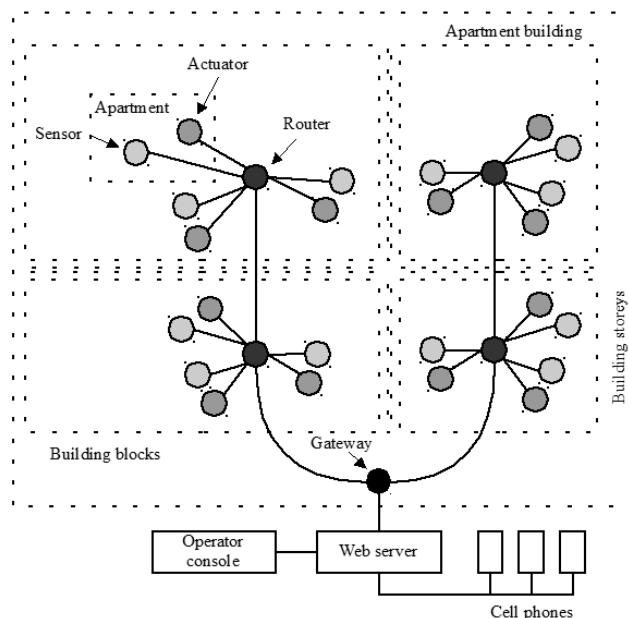 Apartment building
Actuator
Apartment
Sensor
Router
Building storeys
Building blocks
Gateway
Operator
console
Web server
Cell phones